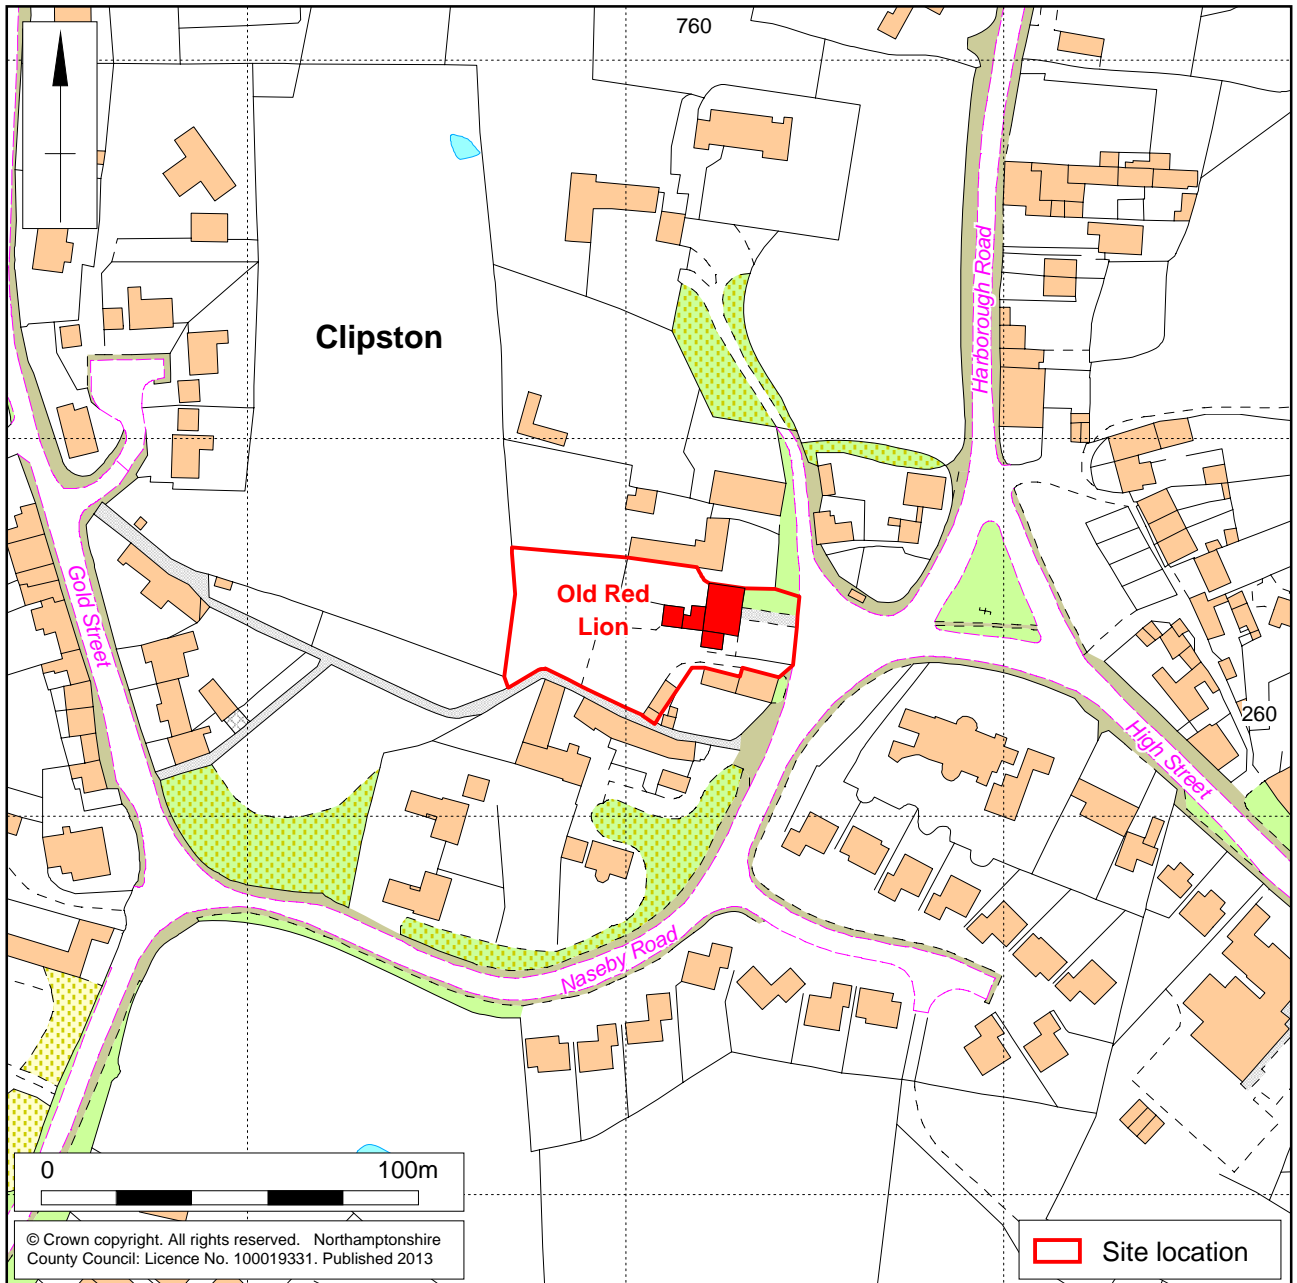 760
Harborough Road
Clipston
Old Red
Lion
Gold Street
260
High Street
Naseby Road
0 100m
© Crown copyright. All rights reserved. Northamptonshire
County Council: Licence No. 100019331. Published 2013
Site location